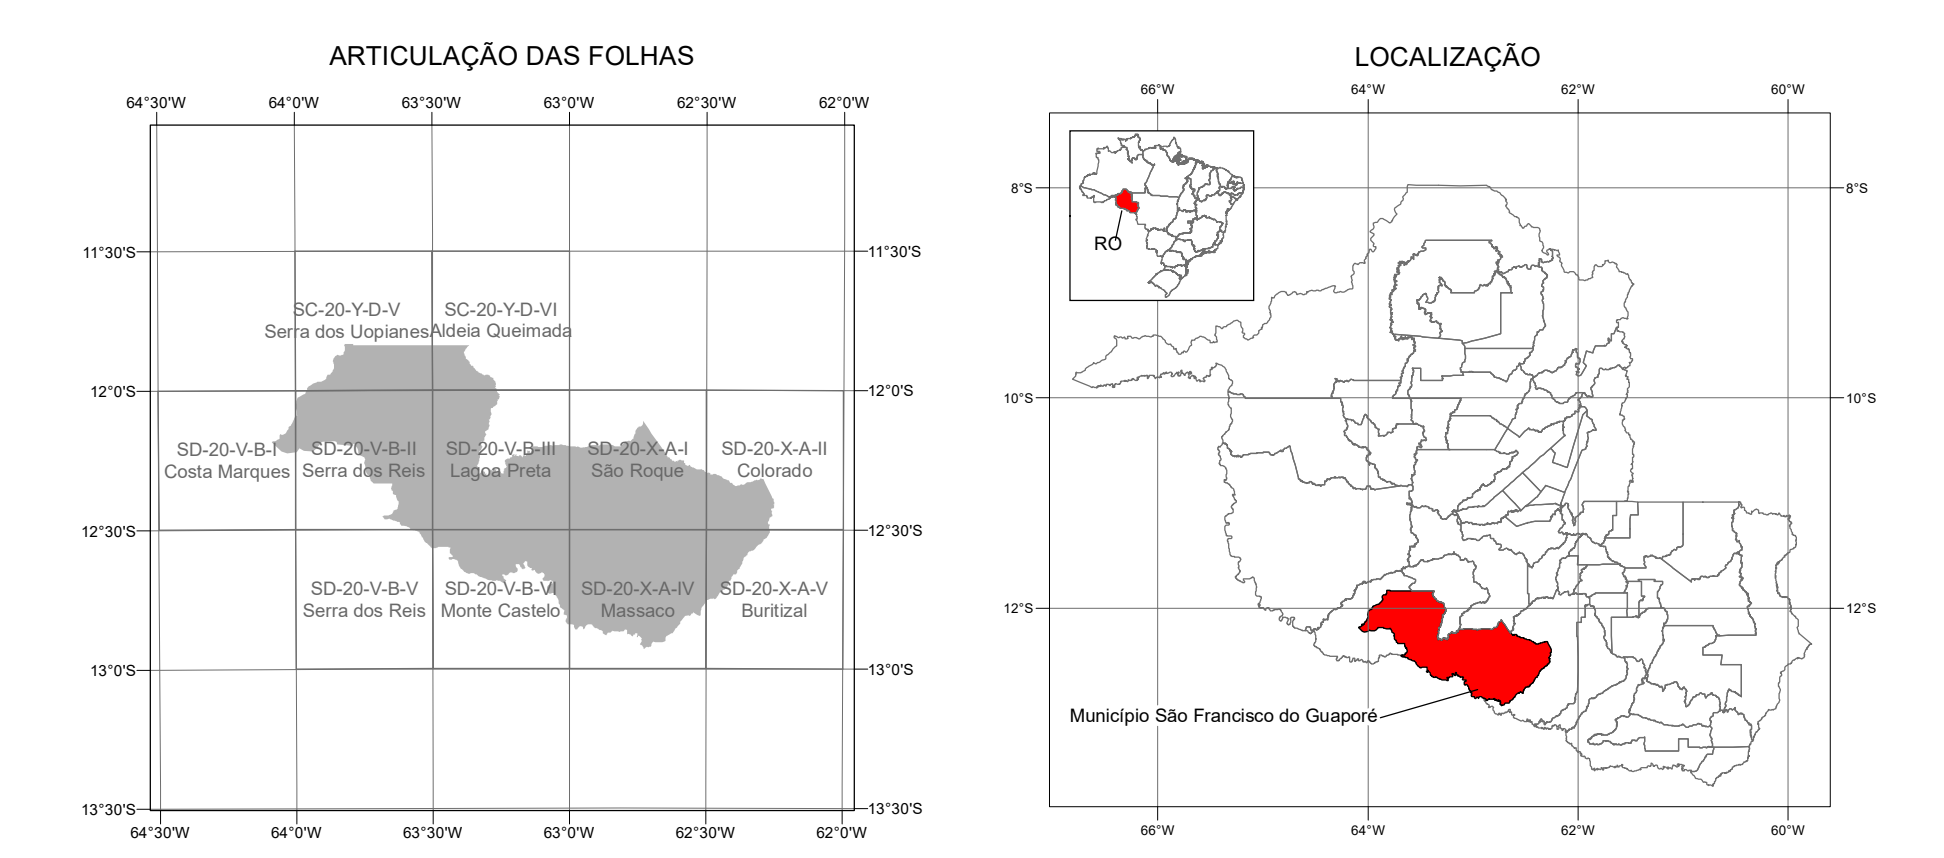 ARTICULAÇÃO DAS FOLHAS
64°30'W 64°0'W 63°30'W 63°0'W 62°30'W 62°0'W
11°30'S 11°30'S
SC-20-Y-D-V SC-20-Y-D-VI
Serra dos Uopianes Aldeia Queimada
12°0'S 12°0'S
SD-20-V-B-I SD-20-V-B-II SD-20-V-B-III SD-20-X-A-I SD-20-X-A-II
Costa Marques Serra dos Reis Lagoa Preta São Roque Colorado
12°30'S 12°30'S
SD-20-V-B-V SD-20-V-B-VI SD-20-X-A-IV SD-20-X-A-V
Serra dos Reis Monte Castelo Massaco Buritizal
13°0'S 13°0'S
13°30'S 13°30'S
64°30'W 64°0'W 63°30'W 63°0'W 62°30'W 62°0'W
LOCALIZAÇÃO
66°W 64°W 62°W 60°W
8°S 8°S
RO
10°S 10°S
12°S 12°S
Município São Francisco do Guaporé
66°W 64°W 62°W 60°W